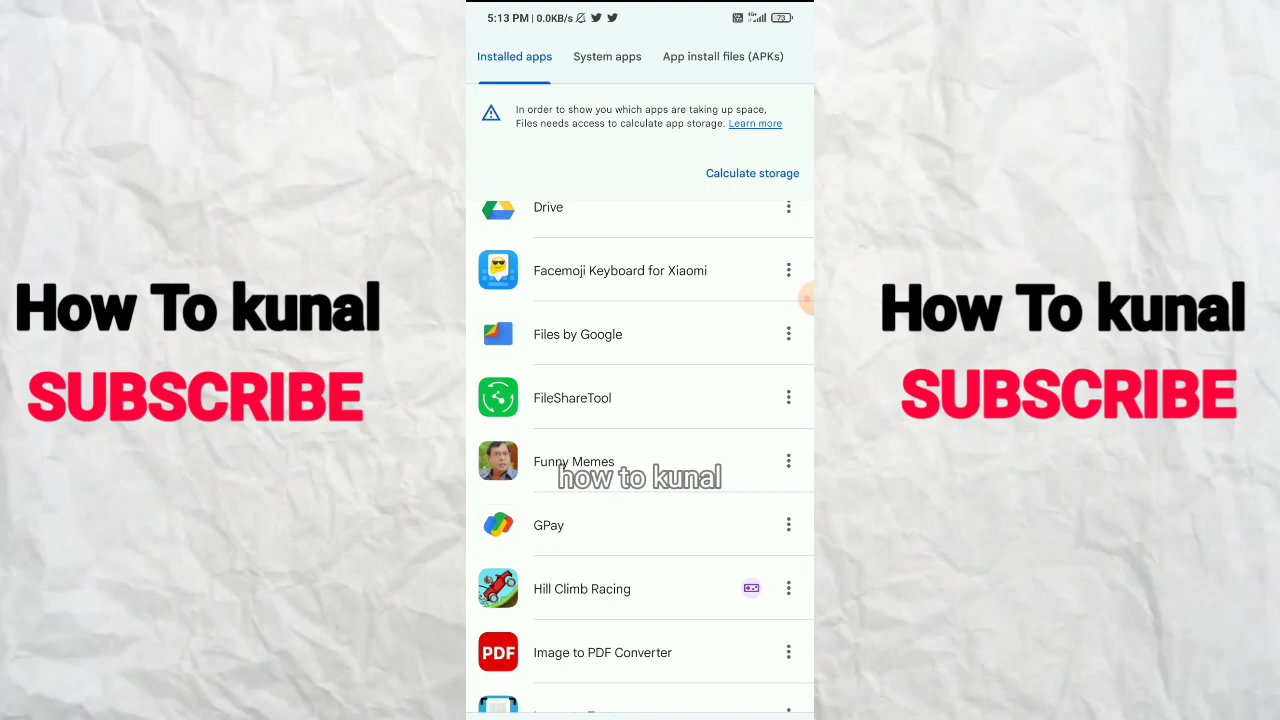 5:13 PM | 0.0KB/s
73
Installed apps
System apps
App install files (APKs)
In order to show you which apps are taking up space,
Files needs access to calculate app storage. Learn more
Calculate storage
Drive
Facemoji Keyboard for Xiaomi
Files by Google
FileShareTool
Funny Memes
how to kunal
GPay
Hill Climb Racing
PDF
Image to PDF Converter
How To kunal
SUBSCRIBE
How To kunal
SUBSCRIBE